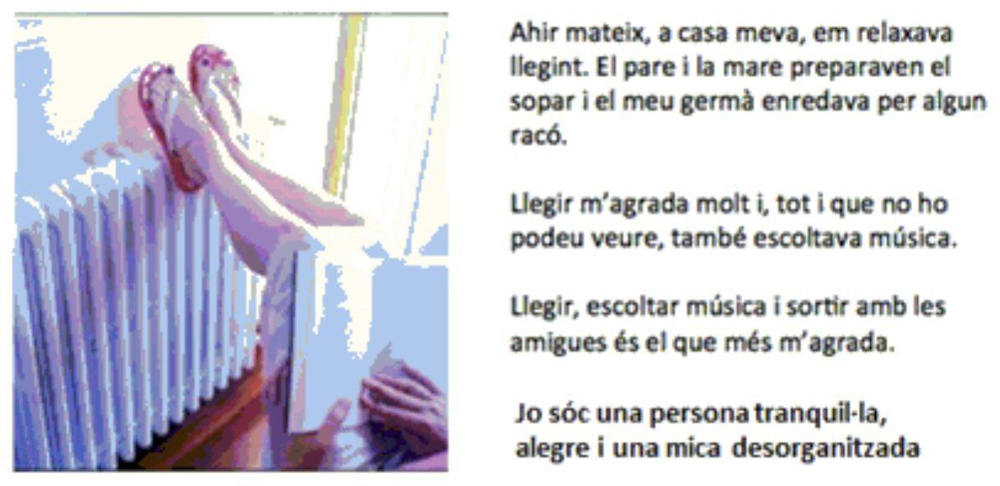 Ahir mateix, a casa meva, em relaxava
llegint. El pare i la mare preparaven el
sopar i el meu germà enredava per algun
racó.
Llegir m'agrada molt i, tot i que no ho
podeu veure, també escoltava música.
Llegir, escoltar música i sortir amb les
amigues és el que més m'agrada.
Jo sóc una persona tranquil·la,
alegre i una mica desorganitzada